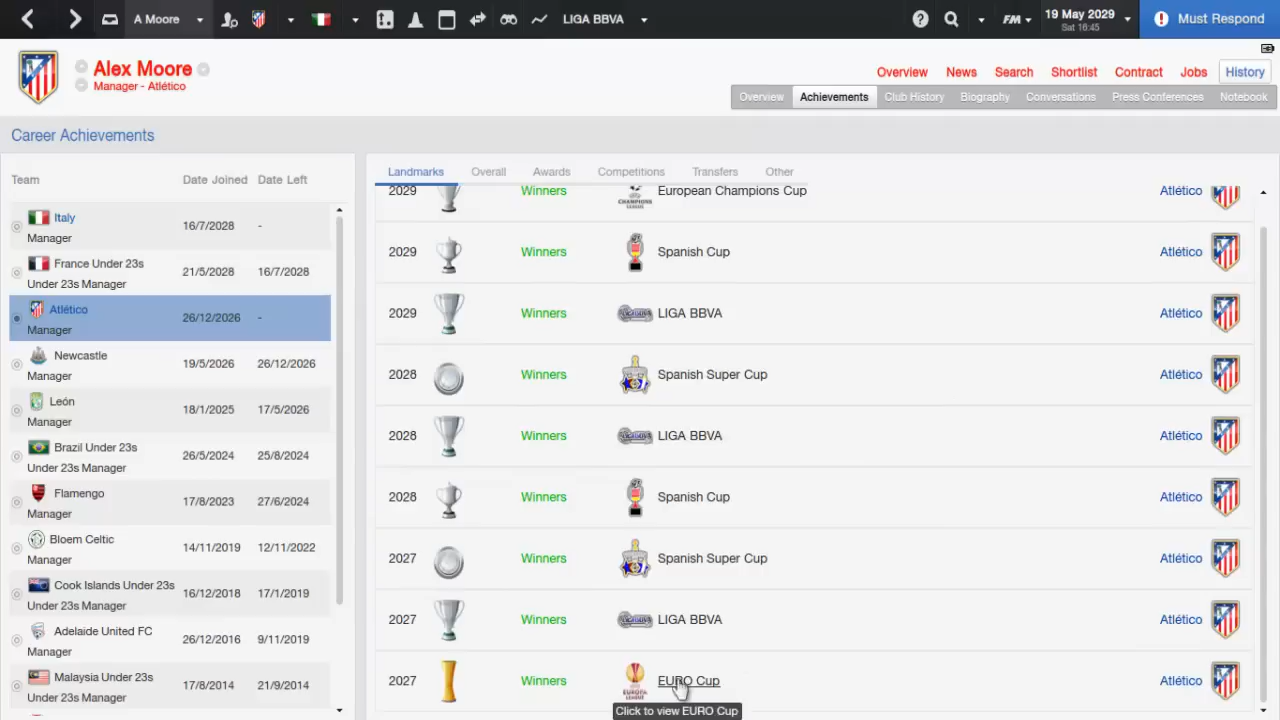 A Moore
LIGA BBVA
FM
19 May 2029
Sat 16:45
Must Respond
Alex Moore
Manager - Atlético
Overview News Search Shortlist Contract Jobs History
Overview Achievements Club History Biography Conversations Press Conferences Notebook
Career Achievements
Team Date Joined Date Left
Italy
Manager
16/7/2028 -
France Under 23s
Under 23s Manager
21/5/2028 16/7/2028
Atlético
Manager
26/12/2026 -
Newcastle
Manager
19/5/2026 26/12/2026
León
Manager
18/1/2025 17/5/2026
Brazil Under 23s
Under 23s Manager
26/5/2024 25/8/2024
Flamengo
Manager
17/8/2023 27/6/2024
Bloem Celtic
Manager
14/11/2019 12/11/2022
Cook Islands Under 23s
Under 23s Manager
16/12/2018 17/1/2019
Adelaide United FC
Manager
26/12/2016 9/11/2019
Malaysia Under 23s
Under 23s Manager
17/8/2014 21/9/2014
Landmarks Overall Awards Competitions Transfers Other
2029 Winners European Champions Cup Atlético
2029 Winners Spanish Cup Atlético
2029 Winners LIGA BBVA Atlético
2028 Winners Spanish Super Cup Atlético
2028 Winners LIGA BBVA Atlético
2028 Winners Spanish Cup Atlético
2027 Winners Spanish Super Cup Atlético
2027 Winners LIGA BBVA Atlético
2027 Winners EURO Cup Atlético
Click to view EURO Cup